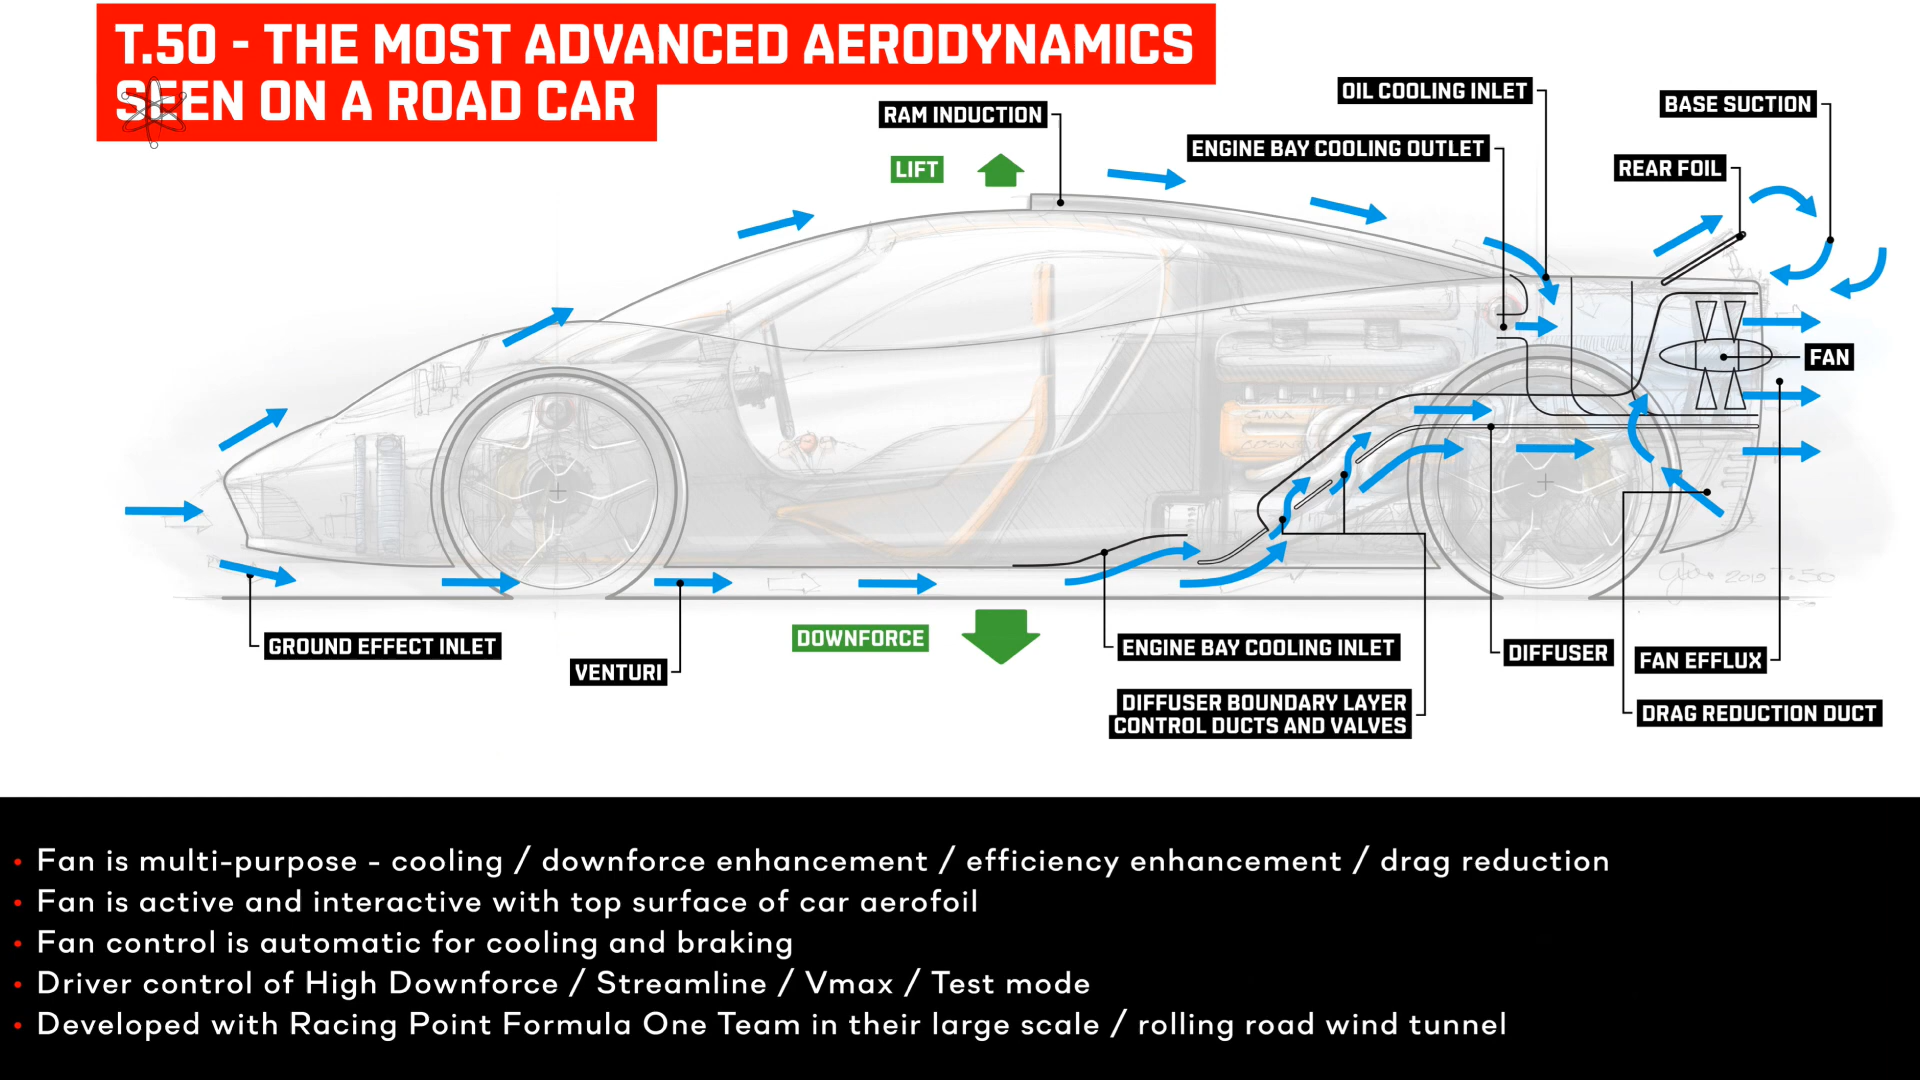 T.50 - THE MOST ADVANCED AERODYNAMICS
SEEN ON A ROAD CAR
OIL COOLING INLET
BASE SUCTION
RAM INDUCTION
ENGINE BAY COOLING OUTLET
LIFT
REAR FOIL
FAN
2019 T.50
GROUND EFFECT INLET
VENTURI
DOWNFORCE
ENGINE BAY COOLING INLET
DIFFUSER
FAN EFFLUX
DIFFUSER BOUNDARY LAYER
CONTROL DUCTS AND VALVES
DRAG REDUCTION DUCT
• Fan is multi-purpose - cooling / downforce enhancement / efficiency enhancement / drag reduction
• Fan is active and interactive with top surface of car aerofoil
• Fan control is automatic for cooling and braking
• Driver control of High Downforce / Streamline / Vmax / Test mode
• Developed with Racing Point Formula One Team in their large scale / rolling road wind tunnel